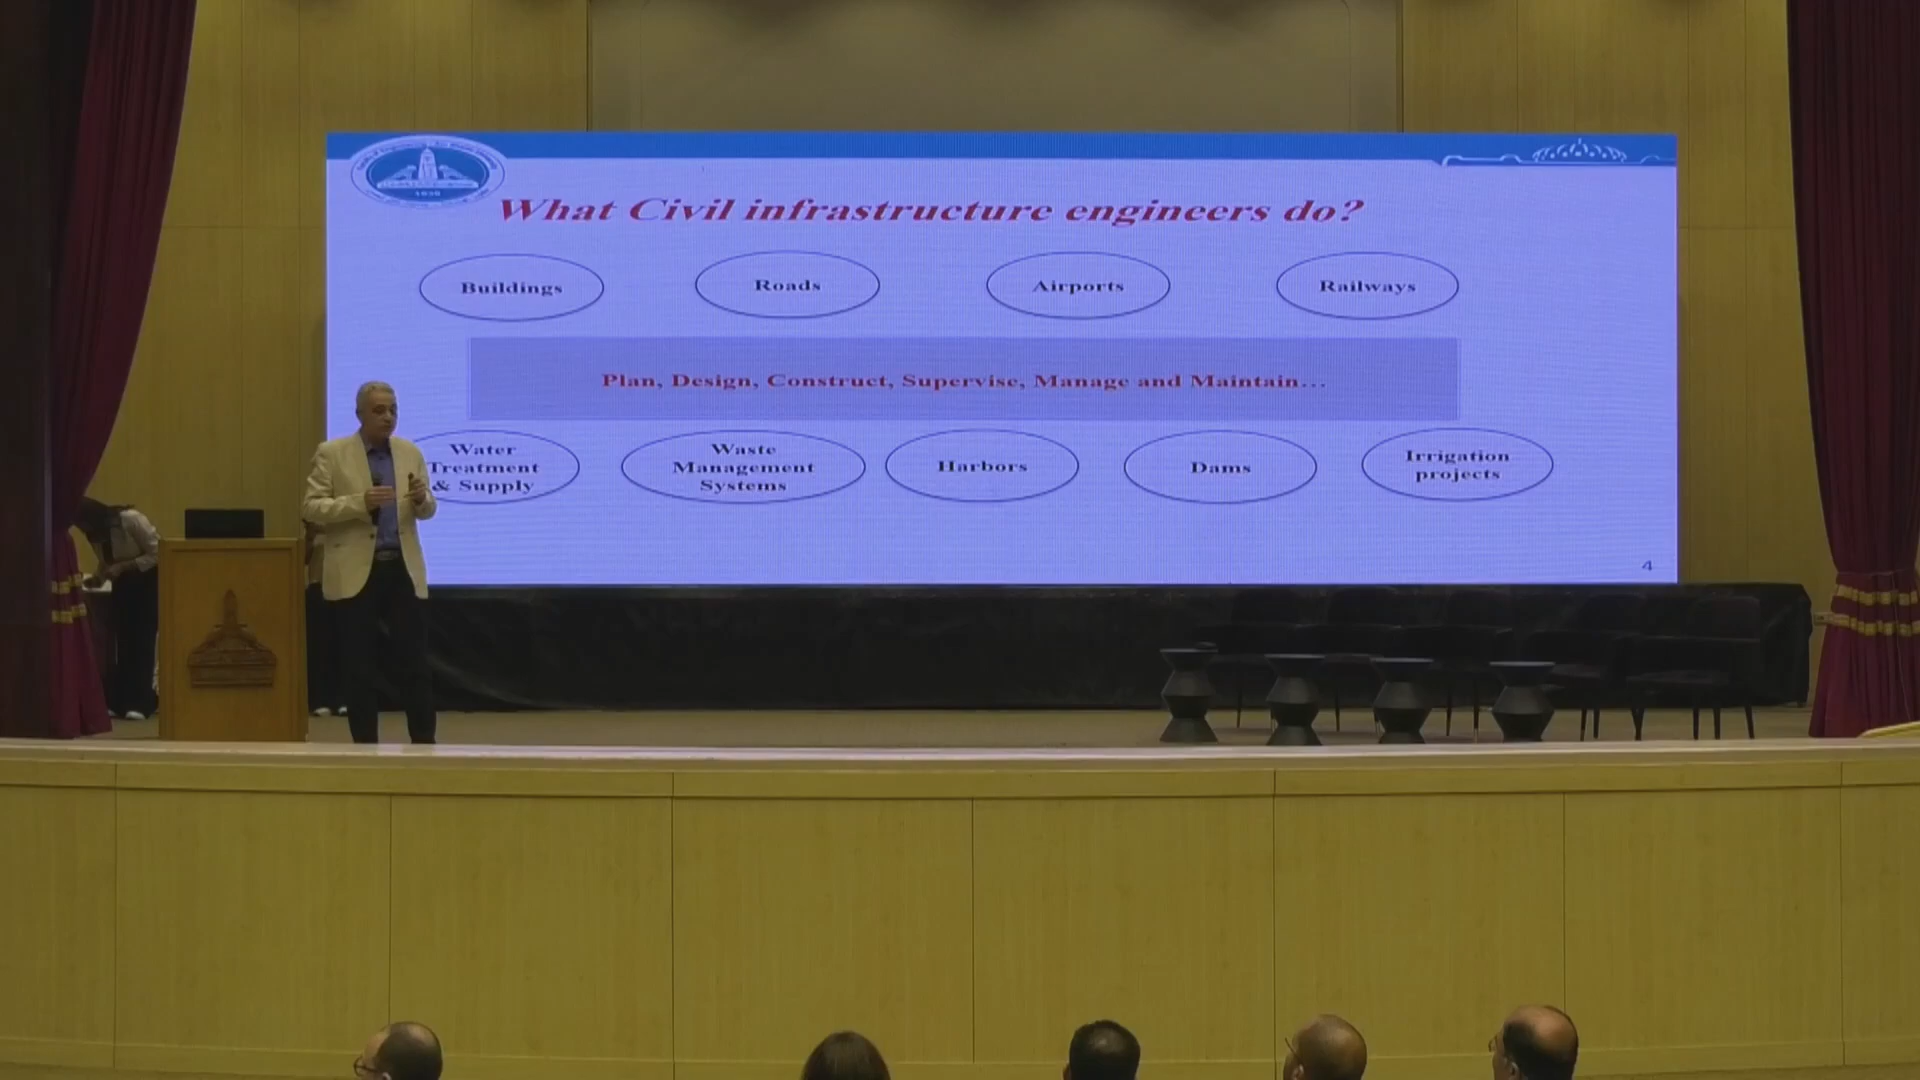 What Civil infrastructure engineers do?
Buildings
Roads
Airports
Railways
Plan, Design, Construct, Supervise, Manage and Maintain...
Water
Treatment
& Supply
Waste
Management
Systems
Harbors
Dams
Irrigation
projects
4